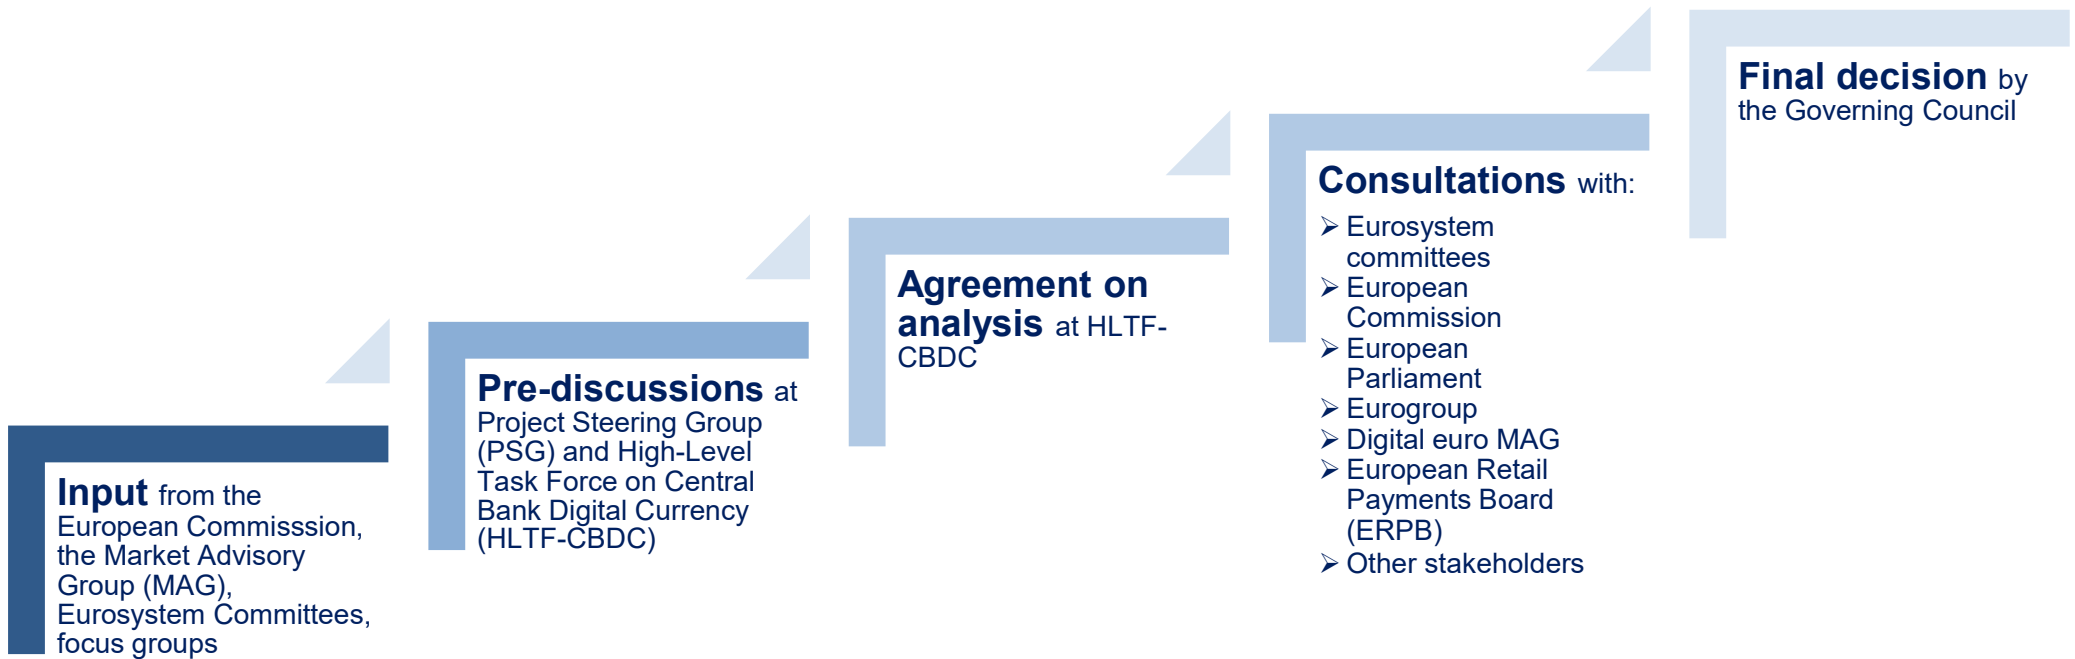 Input from the
European Commisssion,
the Market Advisory
Group (MAG),
Eurosystem Committees,
focus groups
Pre-discussions at
Project Steering Group
(PSG) and High-Level
Task Force on Central
Bank Digital Currency
(HLTF-CBDC)
Agreement on
analysis at HLTF-
CBDC
Consultations with:
➢ Eurosystem
committees
➢ European
Commission
➢ European
Parliament
➢ Eurogroup
➢ Digital euro MAG
➢ European Retail
Payments Board
(ERPB)
➢ Other stakeholders
Final decision by
the Governing Council